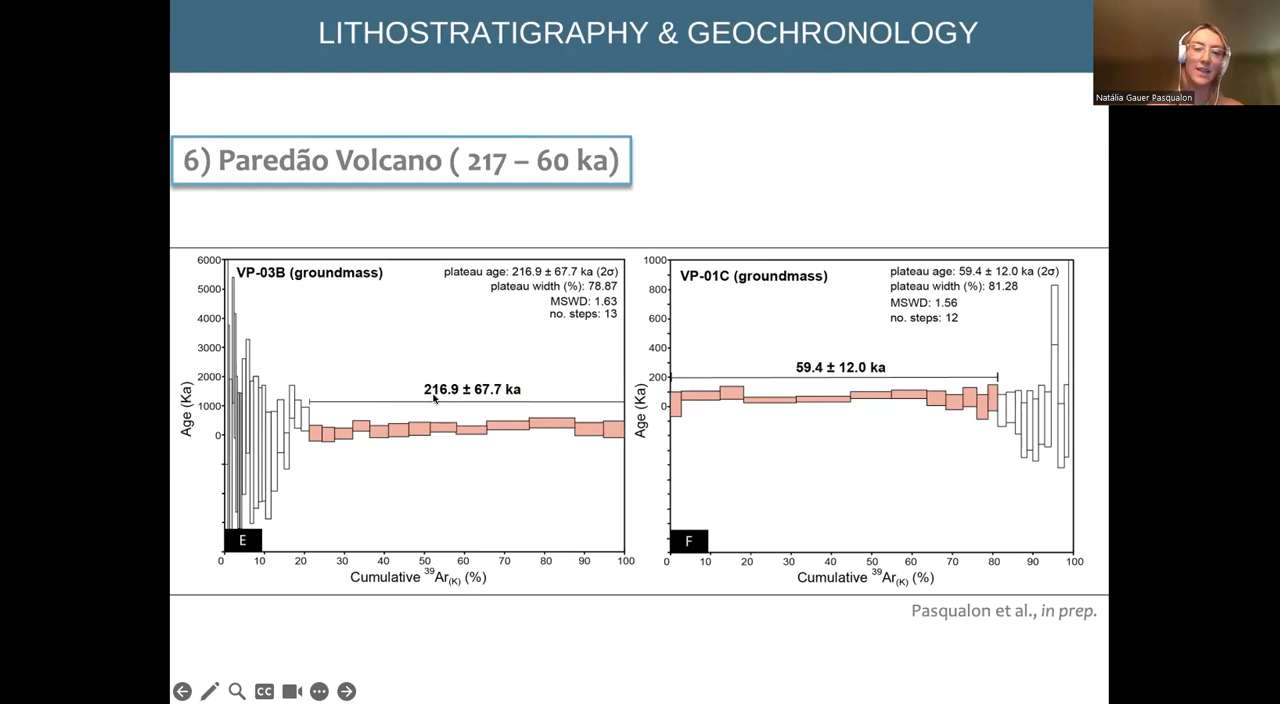 LITHOSTRATIGRAPHY & GEOCHRONOLOGY
Natália Gauer Pasqualon
6) Paredão Volcano ( 217 – 60 ka)
VP-03B (groundmass)
plateau age: 216.9 ± 67.7 ka (2σ)
plateau width (%): 78.87
MSWD: 1.63
no. steps: 13
216.9 ± 67.7 ka
Age (Ka)
6000
5000
4000
3000
2000
1000
0
E
0 10 20 30 40 50 60 70 80 90 100
Cumulative ³⁹Ar(K) (%)
VP-01C (groundmass)
plateau age: 59.4 ± 12.0 ka (2σ)
plateau width (%): 81.28
MSWD: 1.56
no. steps: 12
59.4 ± 12.0 ka
Age (Ka)
1000
800
600
400
200
0
F
0 10 20 30 40 50 60 70 80 90 100
Cumulative ³⁹Ar(K) (%)
Pasqualon et al., in prep.
CC